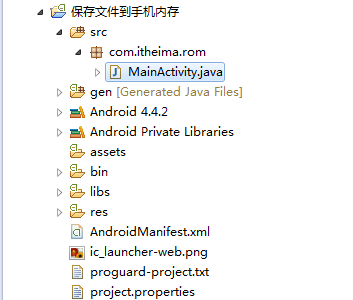 保存文件到手机内存
src
com.itheima.rom
MainActivity.java
gen [Generated Java Files]
Android 4.4.2
Android Private Libraries
assets
bin
libs
res
AndroidManifest.xml
ic_launcher-web.png
proguard-project.txt
project.properties